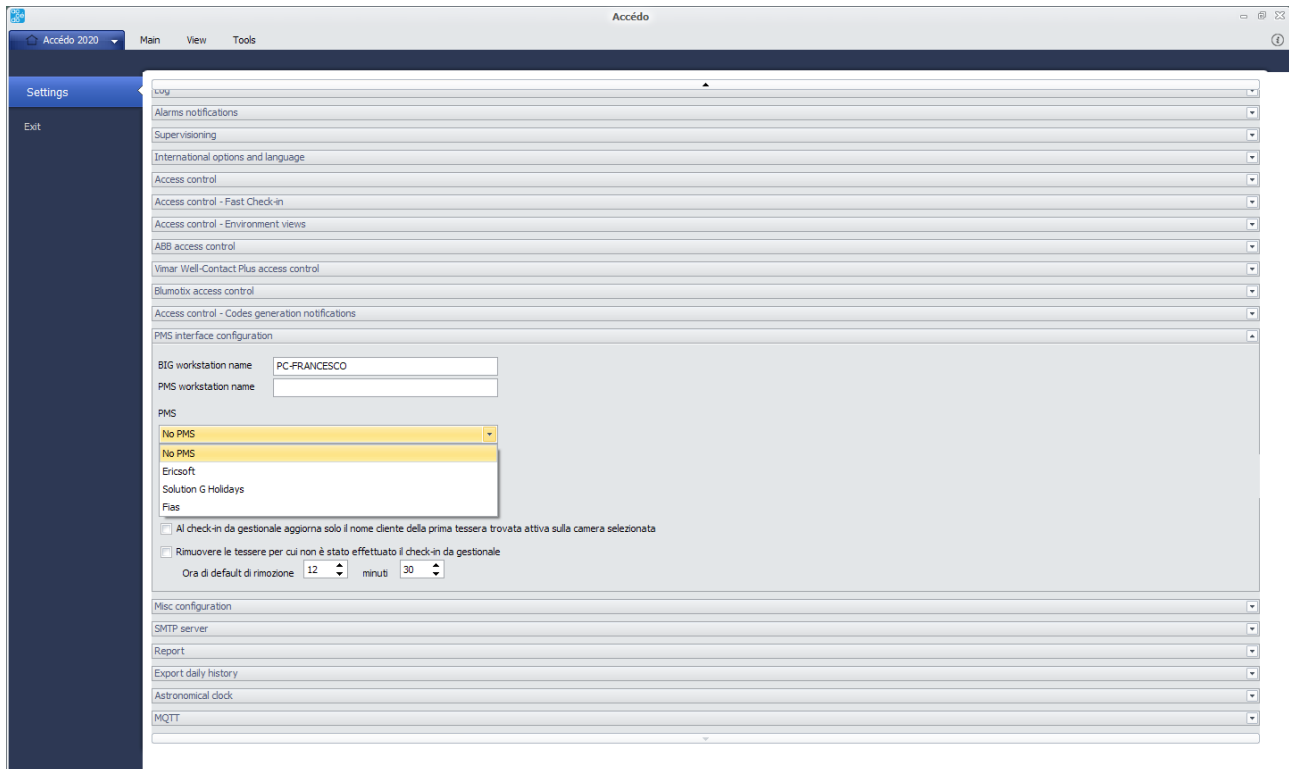 Accédo
Accédo 2020 Main View Tools
Settings
Exit
Log
Alarms notifications
Supervisioning
International options and language
Access control
Access control - Fast Check-in
Access control - Environment views
ABB access control
Vimar Well-Contact Plus access control
Blumotix access control
Access control - Codes generation notifications
PMS interface configuration
BIG workstation name PC-FRANCESCO
PMS workstation name
PMS
No PMS
No PMS
Ericsoft
Solution G Holidays
Fias
Al check-in da gestionale aggiorna solo il nome cliente della prima tessera trovata attiva sulla camera selezionata
Rimuovere le tessere per cui non è stato effettuato il check-in da gestionale
Ora di default di rimozione 12 minuti 30
Misc configuration
SMTP server
Report
Export daily history
Astronomical clock
MQTT